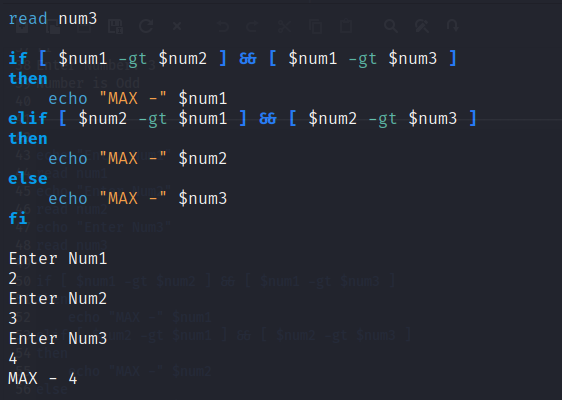 read num3
if [ $num1 -gt $num2 ] && [ $num1 -gt $num3 ]
then
    echo "MAX -" $num1
elif [ $num2 -gt $num1 ] && [ $num2 -gt $num3 ]
then
    echo "MAX -" $num2
else
    echo "MAX -" $num3
fi
Enter Num1
2
Enter Num2
3
Enter Num3
4
MAX - 4